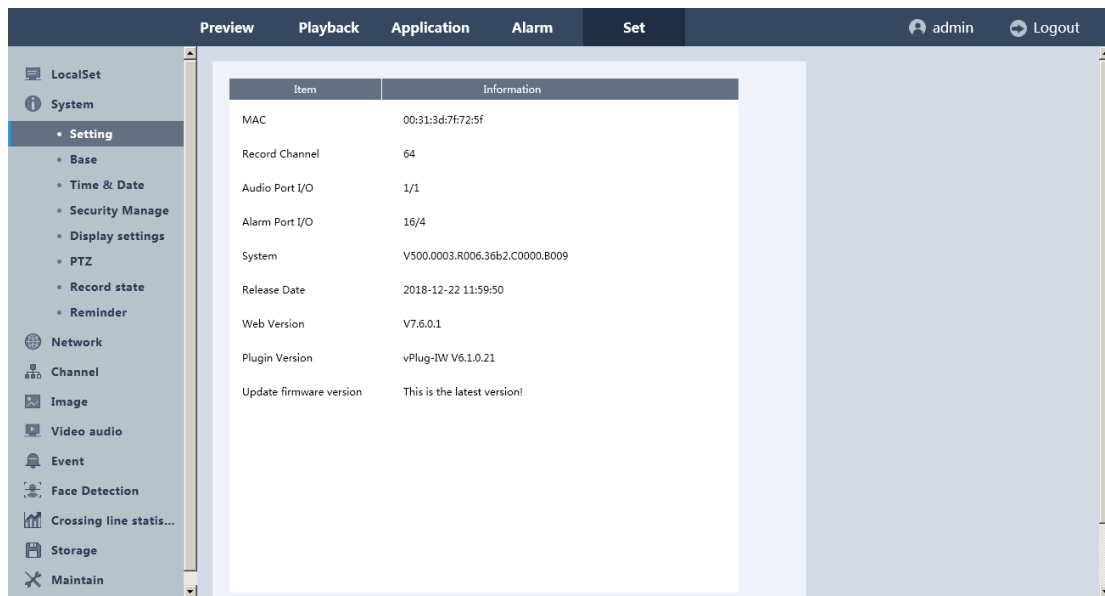 Preview Playback Application Alarm Set admin Logout
LocalSet
System
Setting
Base
Time & Date
Security Manage
Display settings
PTZ
Record state
Reminder
Network
Channel
Image
Video audio
Event
Face Detection
Crossing line statis...
Storage
Maintain
Item Information
MAC 00:31:3d:7f:72:5f
Record Channel 64
Audio Port I/O 1/1
Alarm Port I/O 16/4
System V500.0003.R006.36b2.C0000.B009
Release Date 2018-12-22 11:59:50
Web Version V7.6.0.1
Plugin Version vPlug-IW V6.1.0.21
Update firmware version This is the latest version!